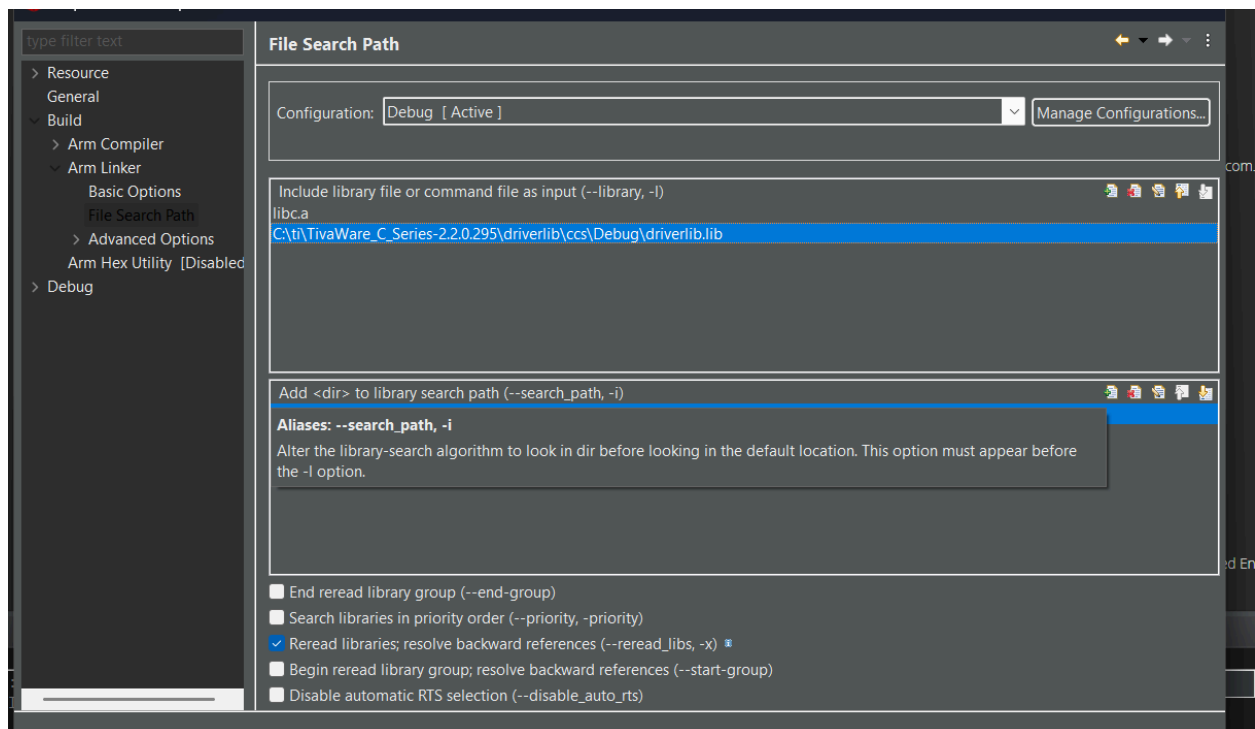 type filter text
File Search Path
Resource
General
Configuration: Debug [ Active ]
Manage Configurations...
Build
Arm Compiler
Arm Linker
Basic Options
File Search Path
Advanced Options
Arm Hex Utility [Disabled
Debug
com.
Include library file or command file as input (--library, -l)
libc.a
C:\ti\TivaWare_C_Series-2.2.0.295\driverlib\ccs\Debug\driverlib.lib
Add <dir> to library search path (--search_path, -i)
Aliases: --search_path, -i
Alter the library-search algorithm to look in dir before looking in the default location. This option must appear before
the -l option.
ed En
End reread library group (--end-group)
Search libraries in priority order (--priority, -priority)
Reread libraries; resolve backward references (--reread_libs, -x)
Begin reread library group; resolve backward references (--start-group)
Disable automatic RTS selection (--disable_auto_rts)